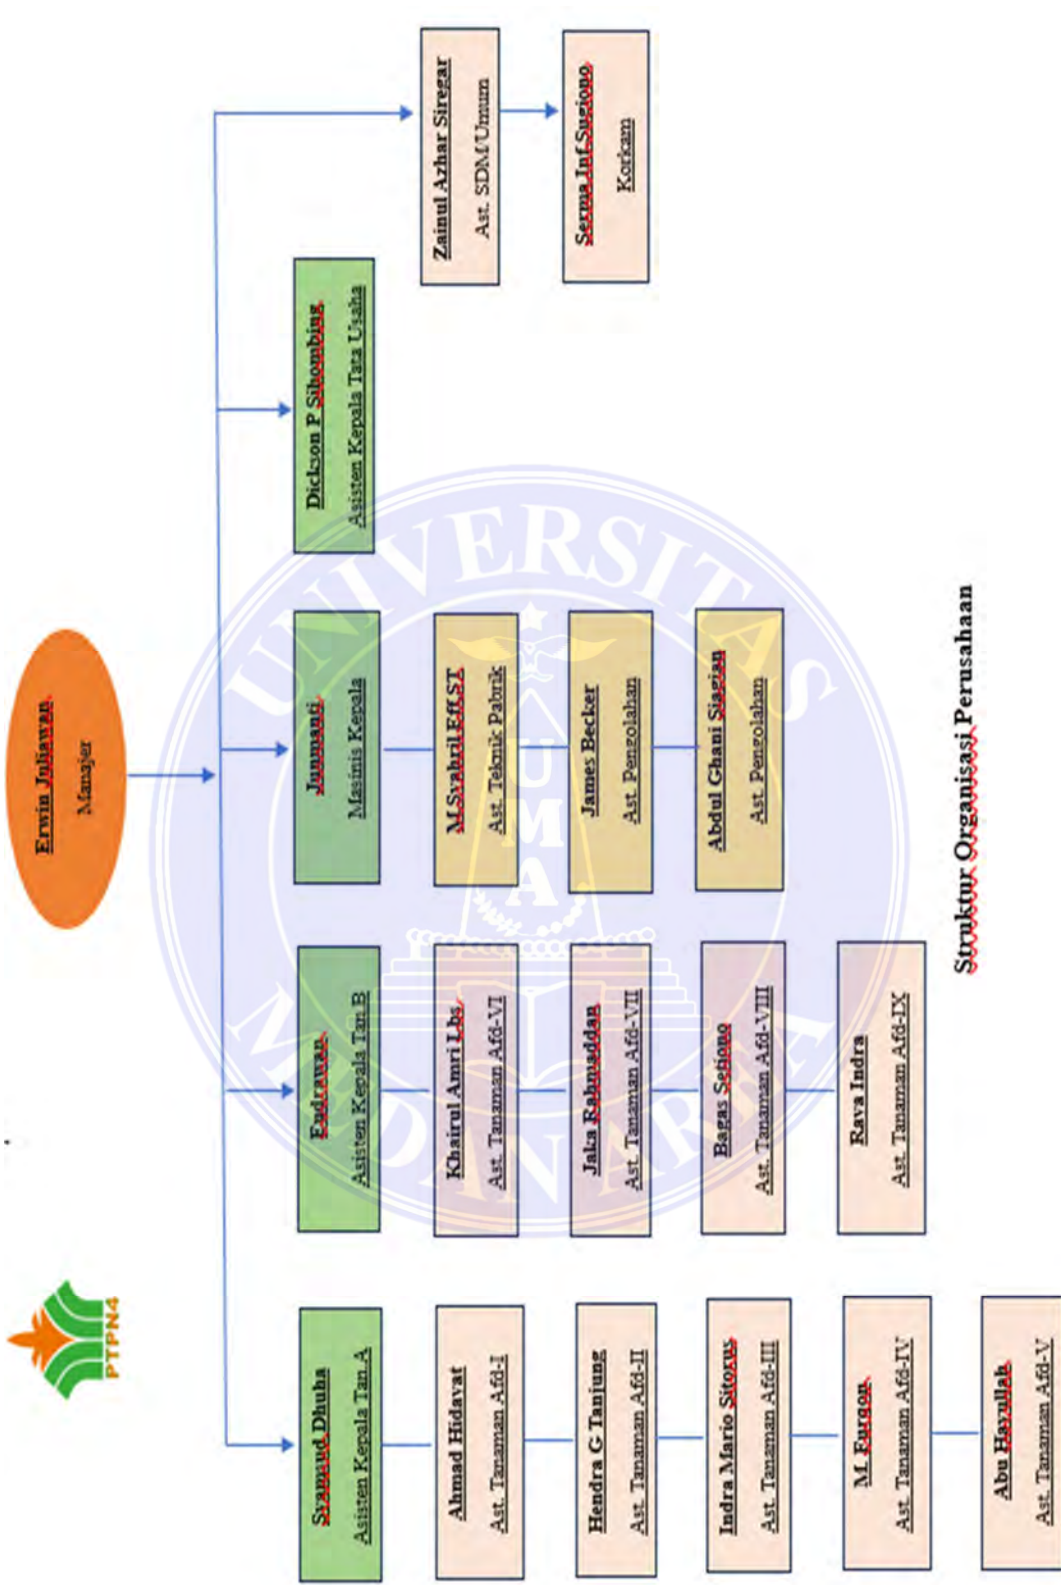 PTPN4
Erwin Juliawan
Manajer
Syamsud Dhuha
Asisten Kepala Tan.A
Ahmad Hidayat
Ast. Tanaman Afd-I
Hendra G Tanjung
Ast. Tanaman Afd-II
Indra Mario Sitorus
Ast. Tanaman Afd-III
M. Furqon
Ast. Tanaman Afd-IV
Abu Hayullah
Ast. Tanaman Afd-V
Endrawan
Asisten Kepala Tan.B
Khairul Amri Lbs
Ast. Tanaman Afd-VI
Jaka Rahmaddan
Ast. Tanaman Afd-VII
Bagas Setiono
Ast. Tanaman Afd-VIII
Raya Indra
Ast. Tanaman Afd-IX
Junmanti
Masinis Kepala
M.Syahril Eff.ST
Ast. Teknik Pabrik
James Becker
Ast. Pengolahan
Abdul Ghani Siagian
Ast. Pengolahan
Dickson P Sihombing
Asisten Kepala Tata Usaha
Zainul Azhar Siregar
Ast. SDM/Umum
Serma Inf.Sugiono
Korkam
Struktur Organisasi Perusahaan
UNIVERSITAS
MEDAN AREA
UMA